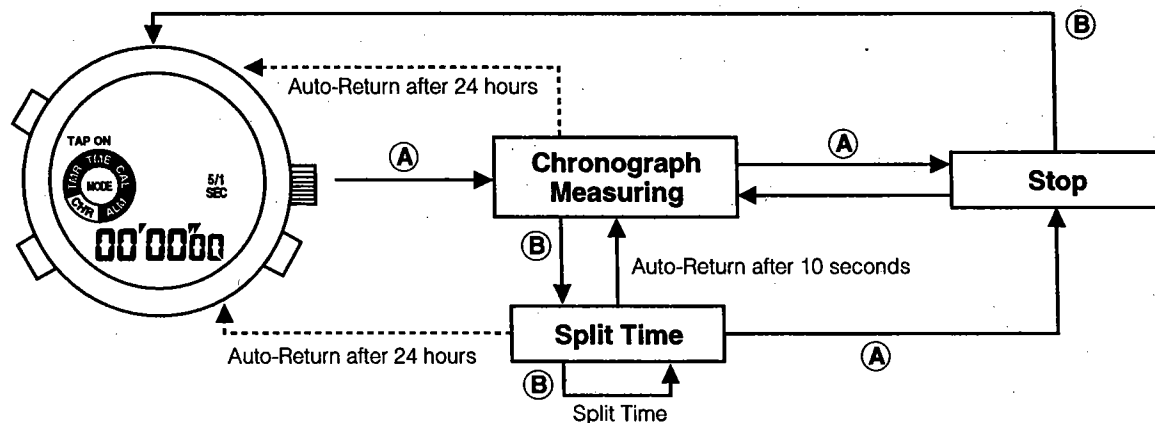 B
Auto-Return after 24 hours
TAP ON
TMR TIME CAL
MODE
CHR ALM
5/1
SEC
00'00"00
A
Chronograph
Measuring
A
Stop
B
Auto-Return after 10 seconds
Split Time
Auto-Return after 24 hours
A
B
Split Time